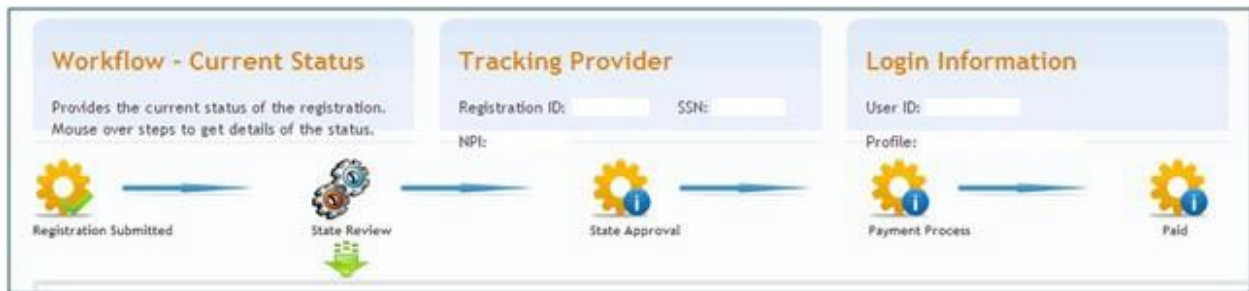 Workflow - Current Status
Provides the current status of the registration.
Mouse over steps to get details of the status.
Tracking Provider
Registration ID: SSN:
NPI:
Login Information
User ID:
Profile:
Registration Submitted
State Review
State Approval
Payment Process
Paid